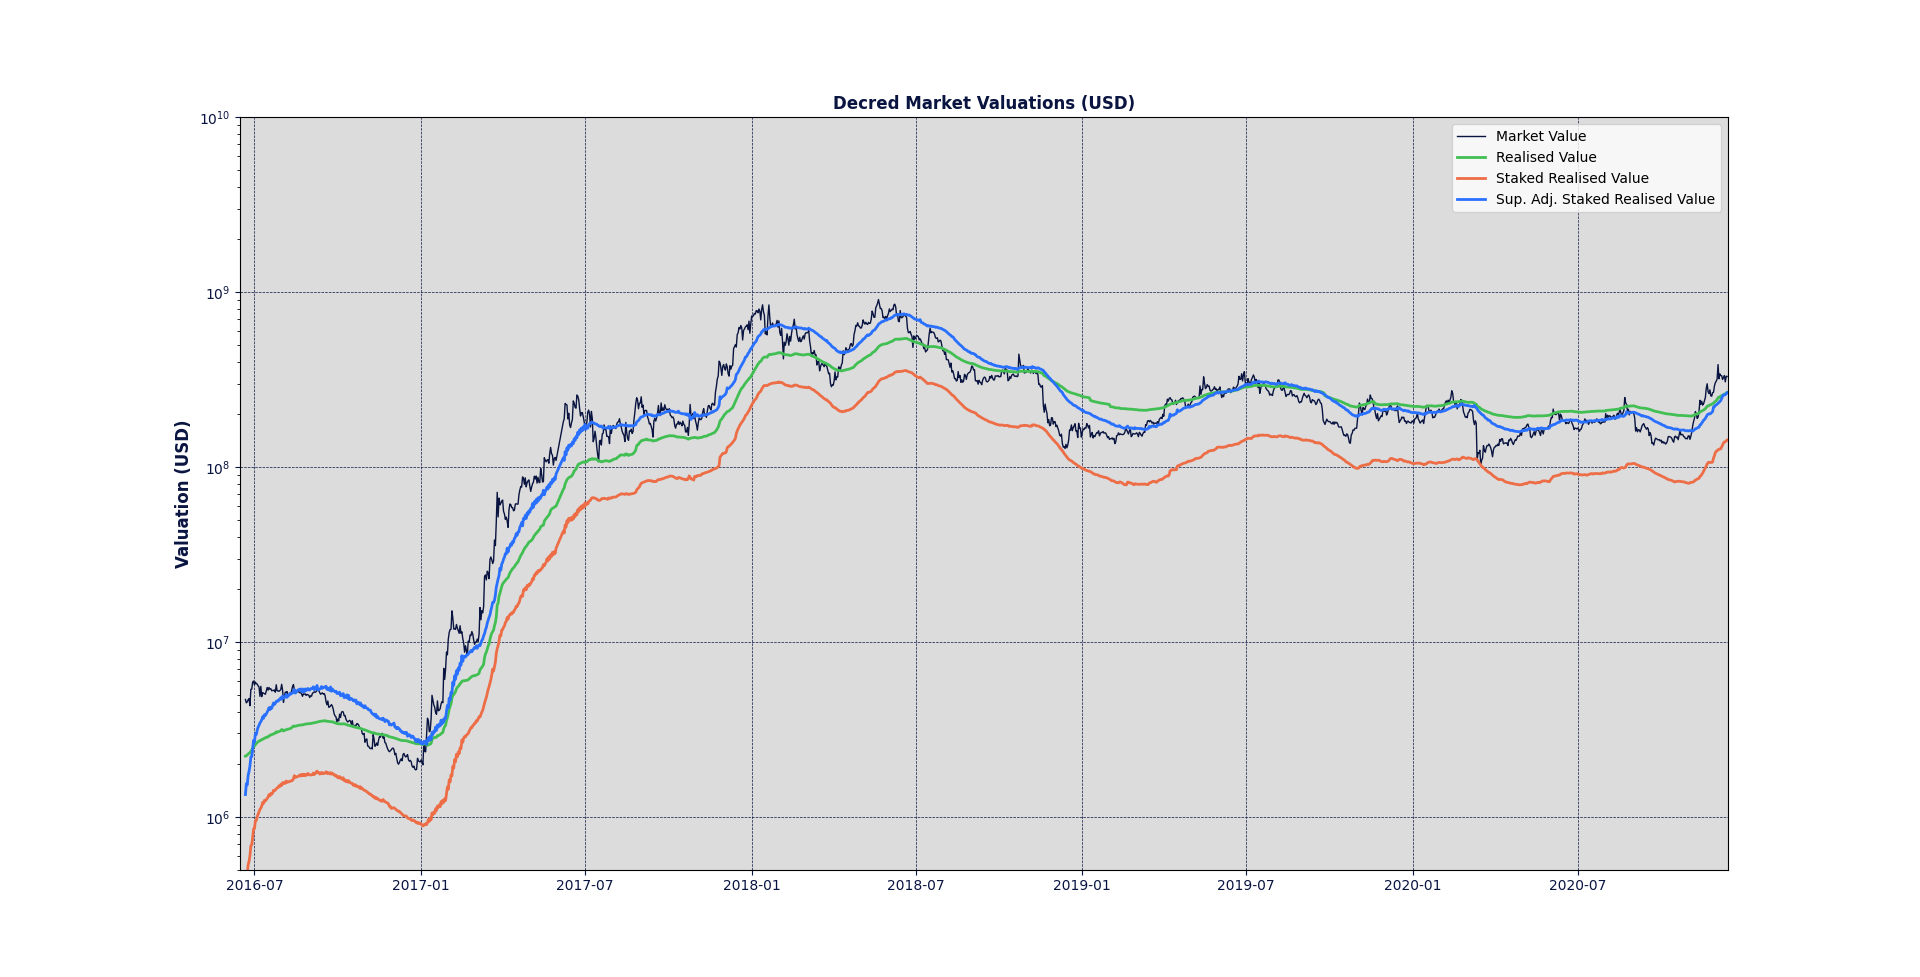 Decred Market Valuations (USD)
Market Value
Realised Value
Staked Realised Value
Sup. Adj. Staked Realised Value
Valuation (USD)
10^10
10^9
10^8
10^7
10^6
2016-07 2017-01 2017-07 2018-01 2018-07 2019-01 2019-07 2020-01 2020-07